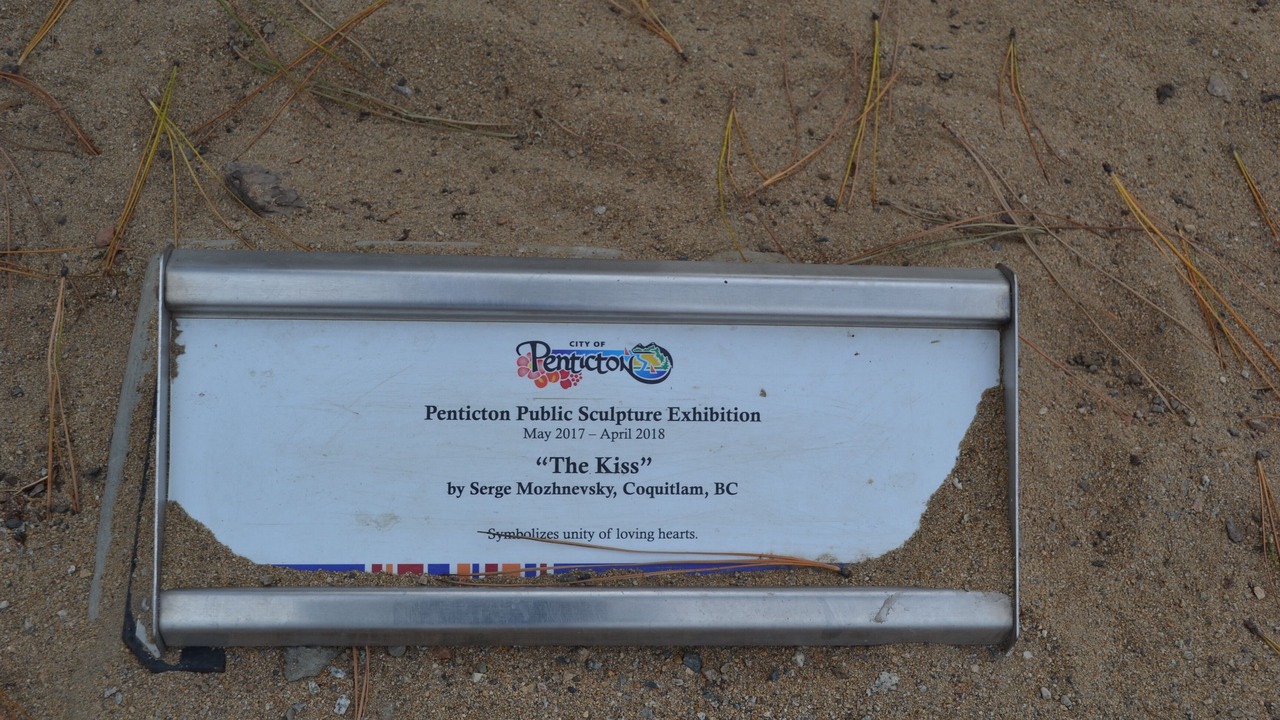 CITY OF
Penticton
Penticton Public Sculpture Exhibition
May 2017 – April 2018
“The Kiss”
by Serge Mozhnevsky, Coquitlam, BC
Symbolizes unity of loving hearts.